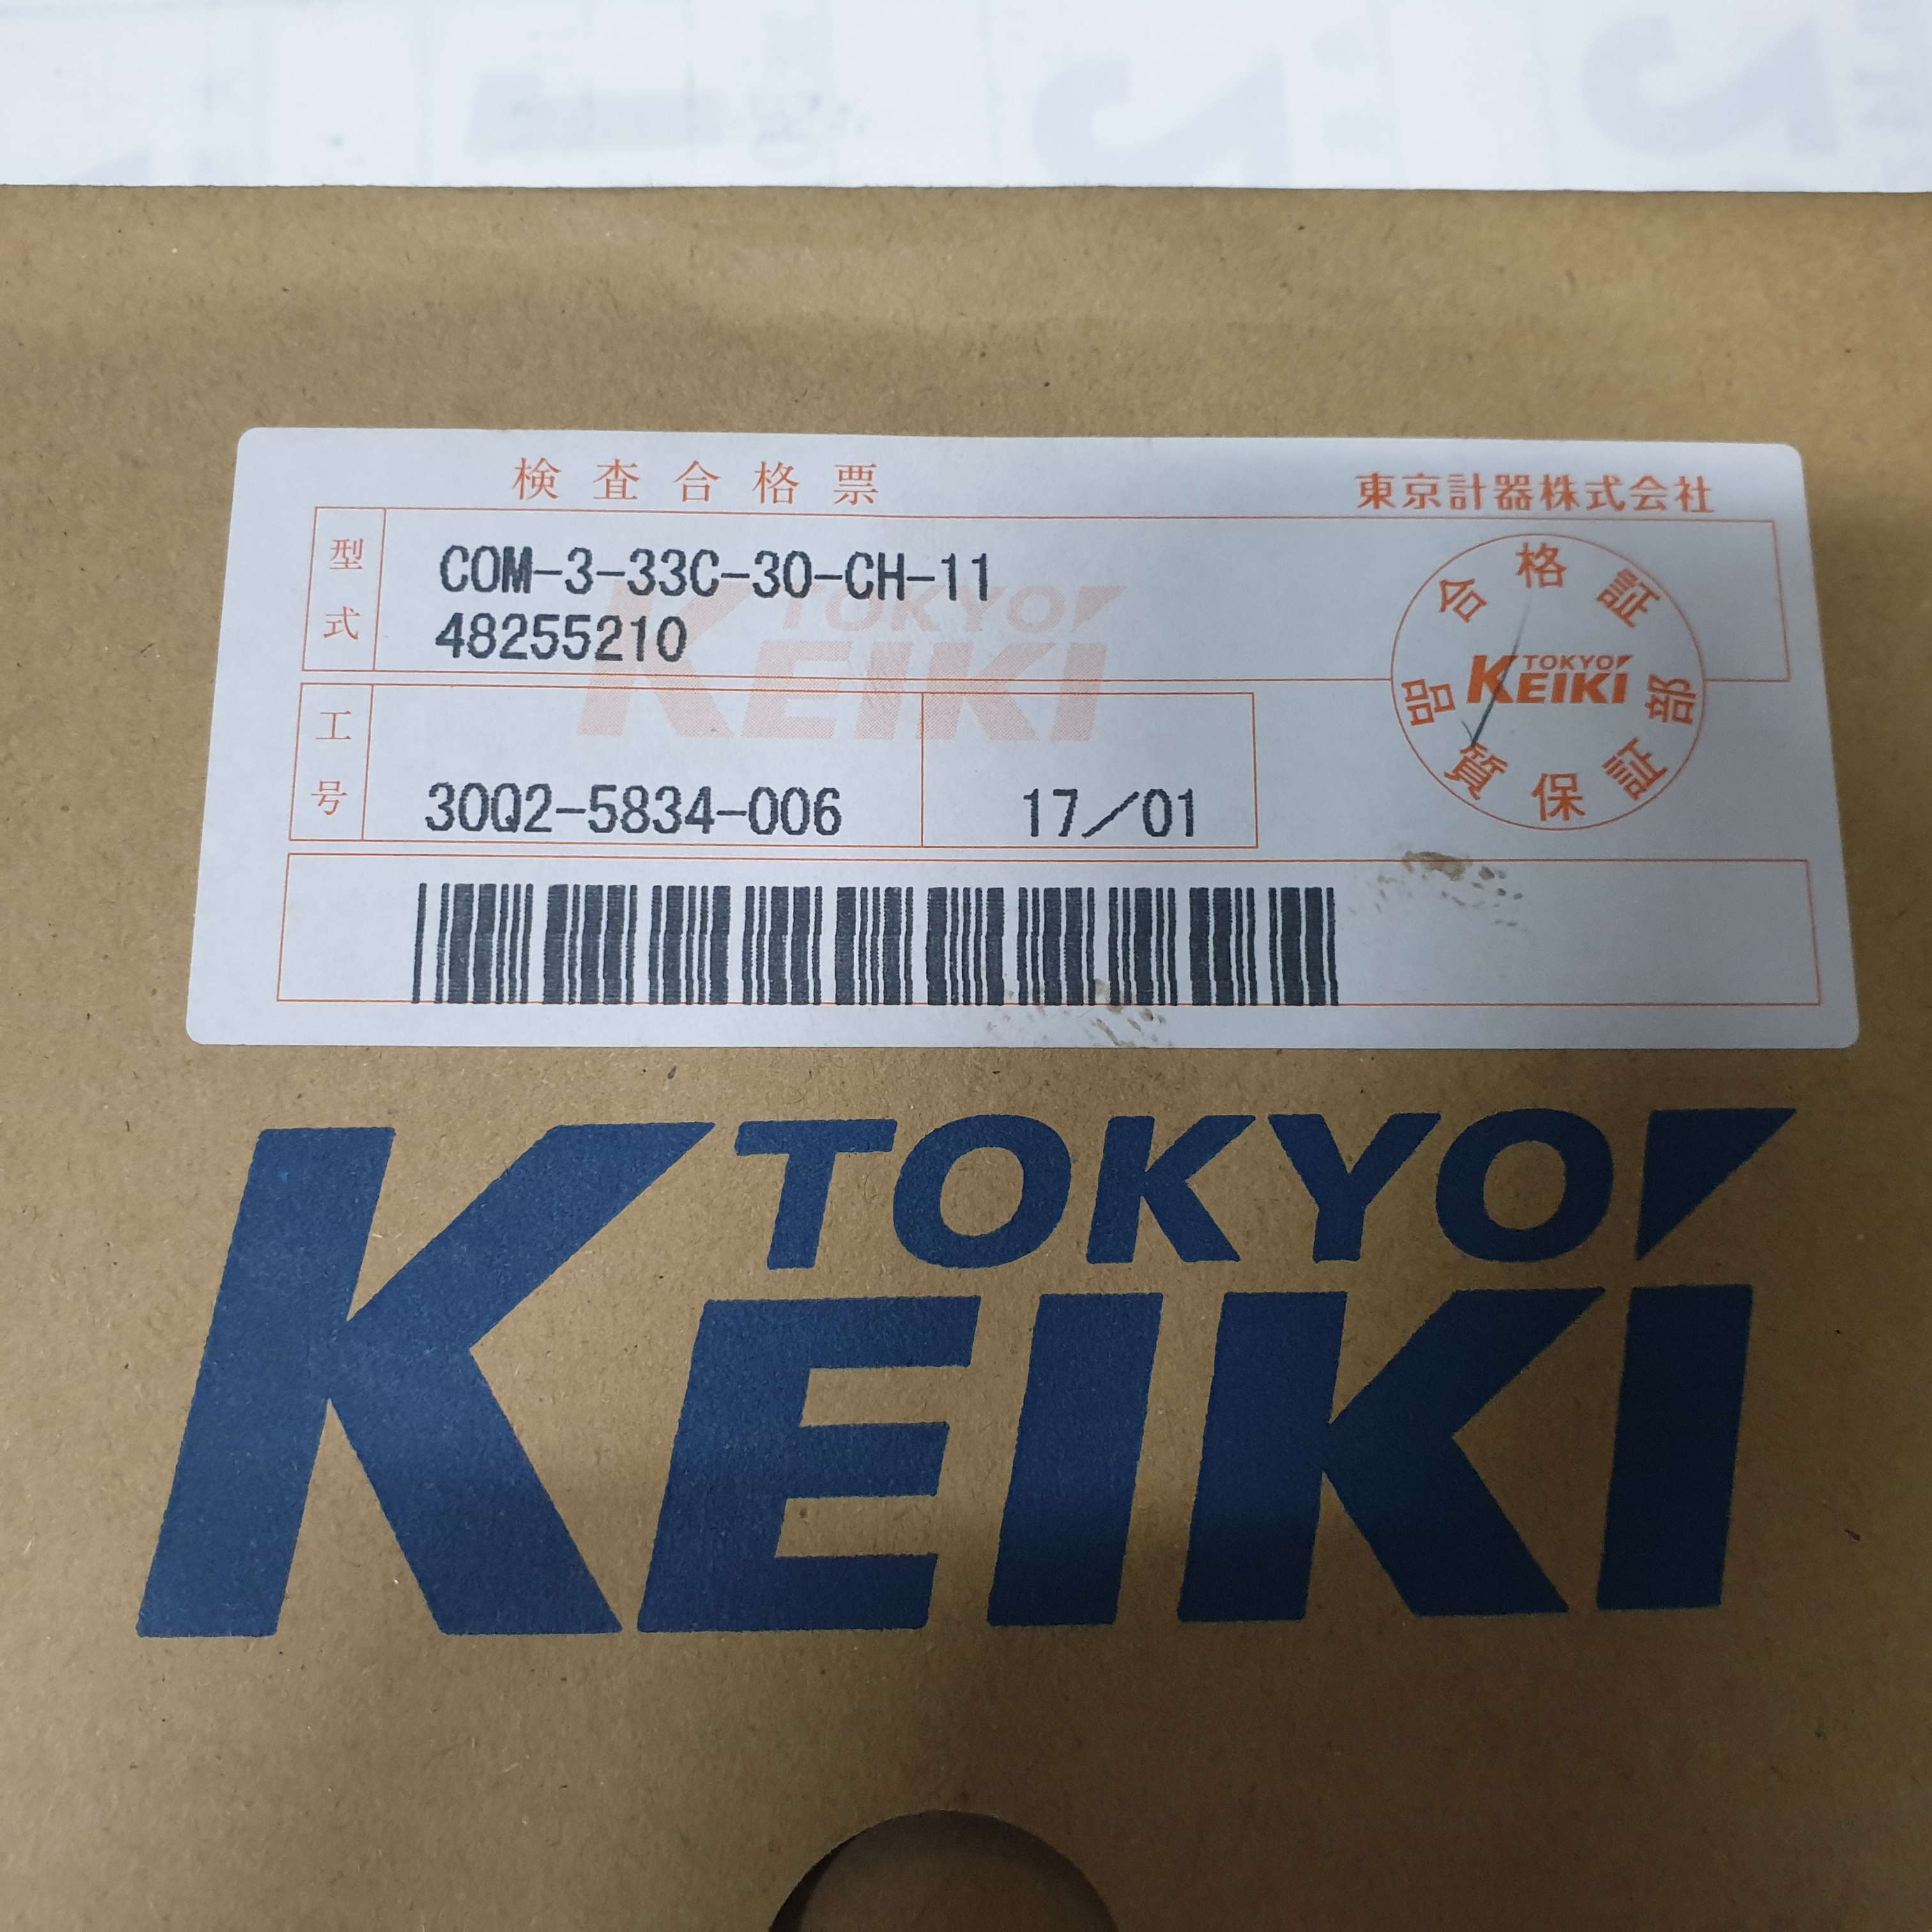 検査合格票
東京計器株式会社
型式
COM-3-33C-30-CH-11
48255210
TOKYO
KEIKI
合格証
TOKYO
KEIKI
品質保証部
工号
30Q2-5834-006
17/01
TOKYO
KEIKI